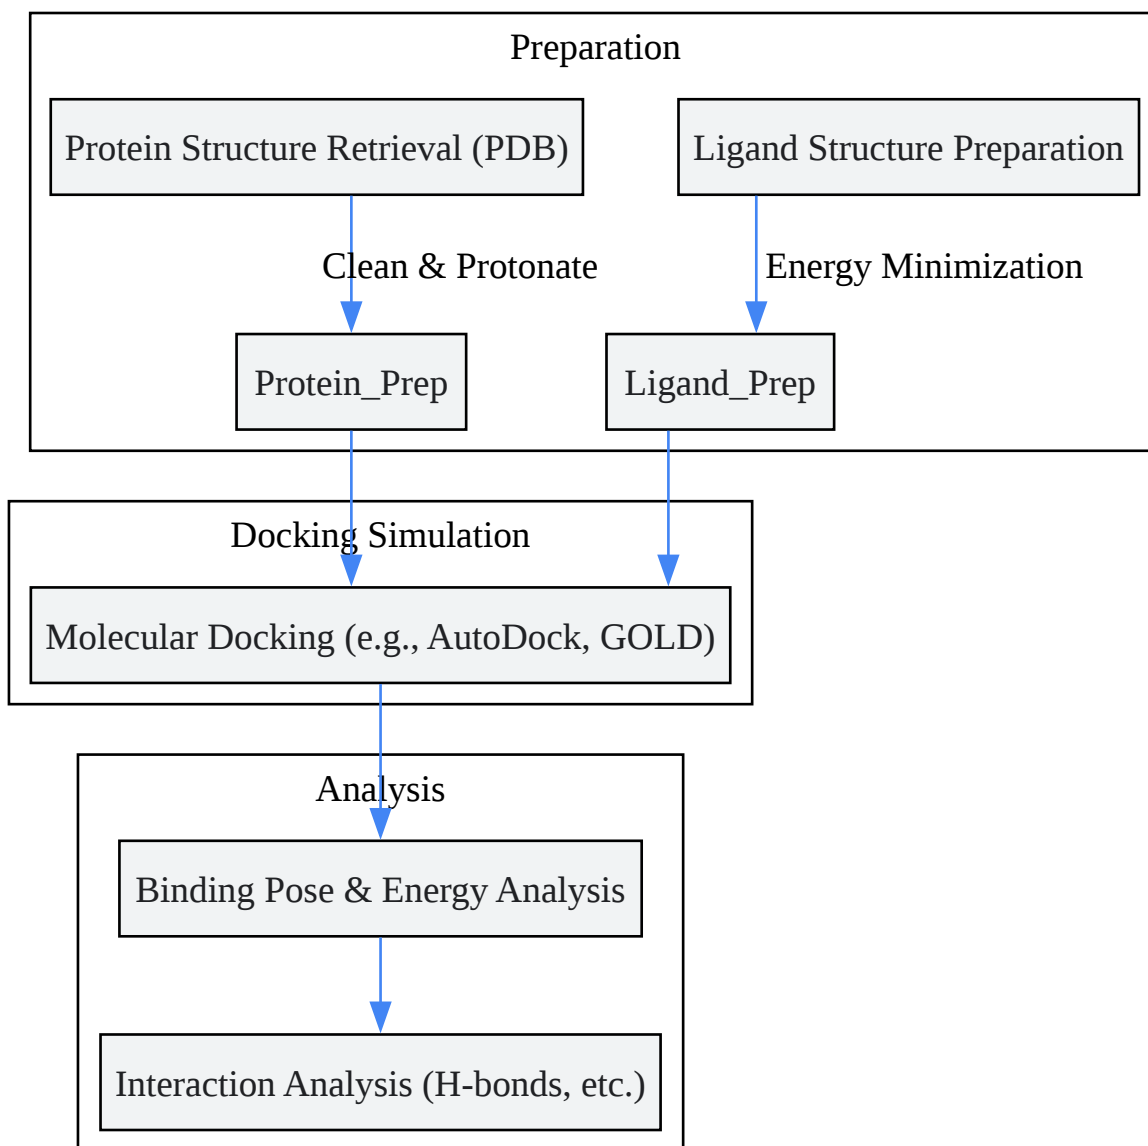 Preparation
Protein Structure Retrieval (PDB)
Ligand Structure Preparation
Clean & Protonate
Energy Minimization
Protein_Prep
Ligand_Prep
Docking Simulation
Molecular Docking (e.g., AutoDock, GOLD)
Analysis
Binding Pose & Energy Analysis
Interaction Analysis (H-bonds, etc.)